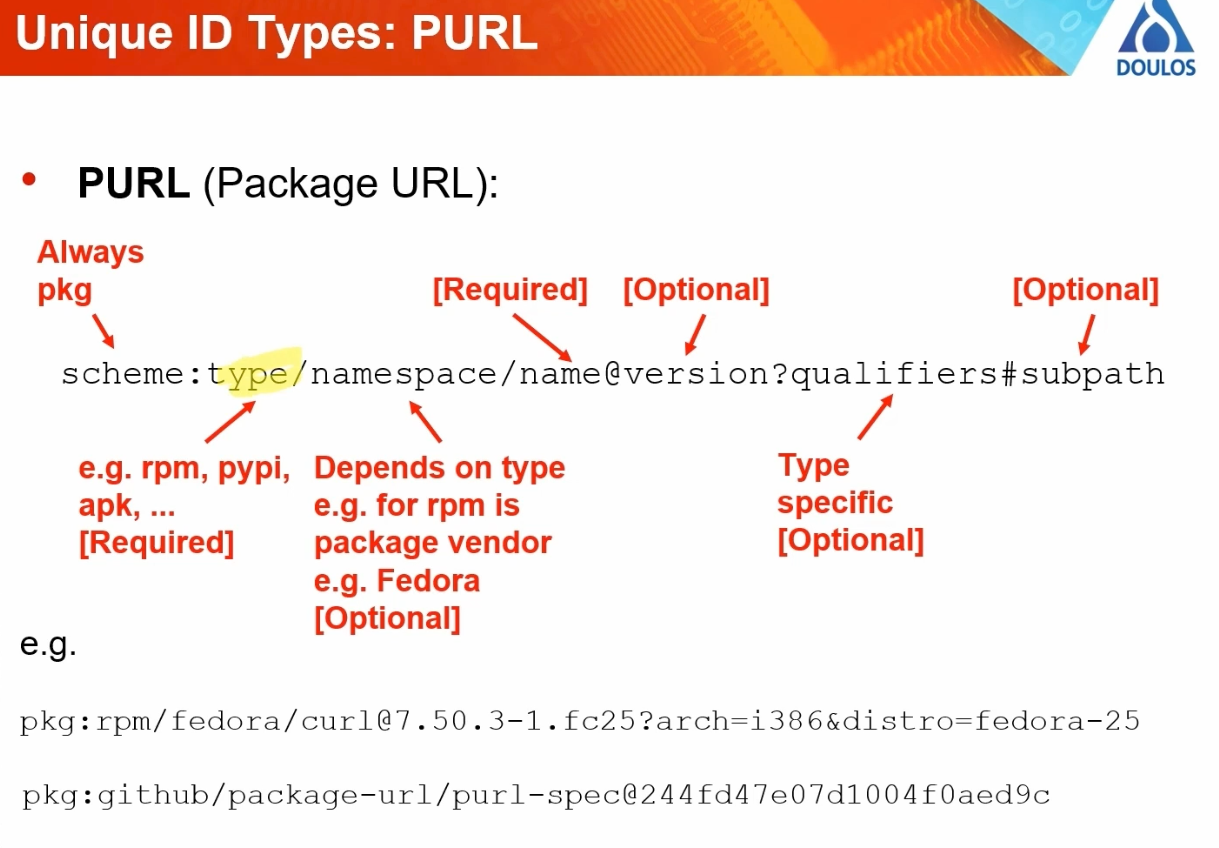 Unique ID Types: PURL
DOULOS
• PURL (Package URL):
Always
pkg
[Required]
[Optional]
[Optional]
scheme:type/namespace/name@version?qualifiers#subpath
e.g. rpm, pypi,
apk, ...
[Required]
Depends on type
e.g. for rpm is
package vendor
e.g. Fedora
[Optional]
Type
specific
[Optional]
e.g.
pkg:rpm/fedora/curl@7.50.3-1.fc25?arch=i386&distro=fedora-25
pkg:github/package-url/purl-spec@244fd47e07d1004f0aed9c